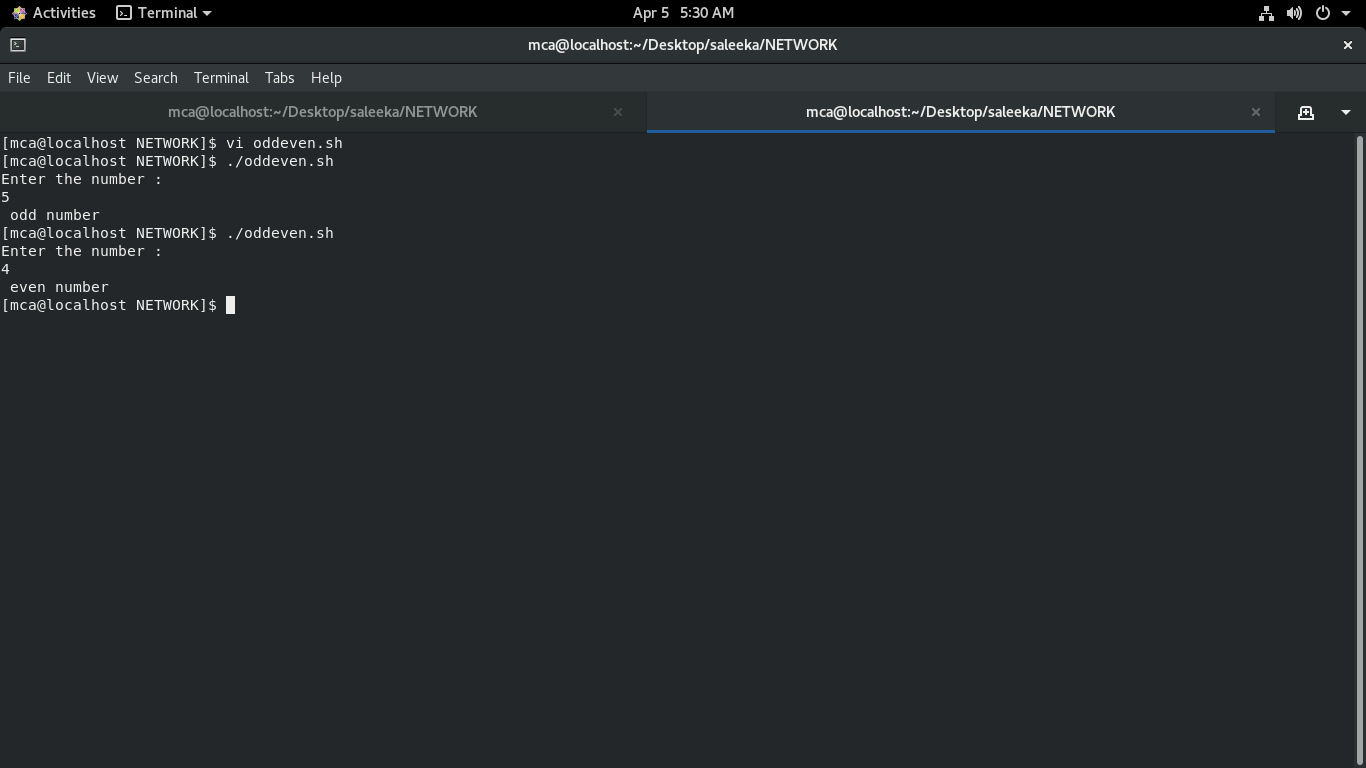 Activities Terminal Apr 5 5:30 AM
mca@localhost:~/Desktop/saleeka/NETWORK
File Edit View Search Terminal Tabs Help
mca@localhost:~/Desktop/saleeka/NETWORK mca@localhost:~/Desktop/saleeka/NETWORK
[mca@localhost NETWORK]$ vi oddeven.sh
[mca@localhost NETWORK]$ ./oddeven.sh
Enter the number :
5
 odd number
[mca@localhost NETWORK]$ ./oddeven.sh
Enter the number :
4
 even number
[mca@localhost NETWORK]$